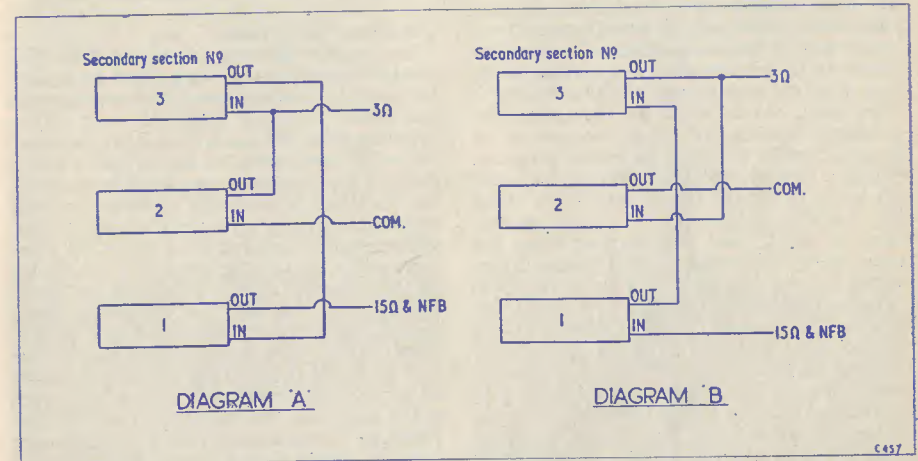 Secondary section Nº
3
OUT
IN
3Ω
2
OUT
IN
COM.
1
OUT
IN
15Ω & NFB
DIAGRAM 'A'
Secondary section Nº
3
OUT
IN
3Ω
2
OUT
IN
COM.
1
OUT
IN
15Ω & NFB
DIAGRAM 'B
C457